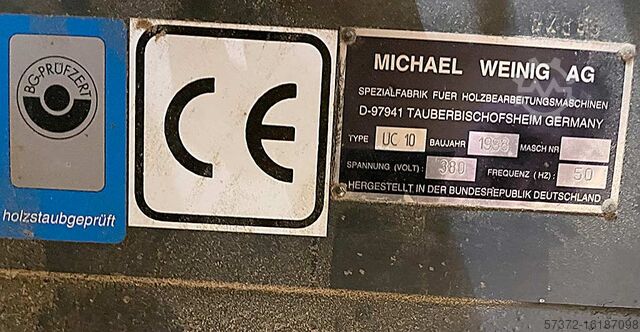 BG-PRÜFZERT
holzstaubgeprüft
CE
MICHAEL WEINIG AG
SPEZIALFABRIK FUER HOLZBEARBEITUNGSMASCHINEN
D-97941 TAUBERBISCHOFSHEIM GERMANY
TYPE UC 10 BAUJAHR 1998 MASCH NR
SPANNUNG (VOLT): 380 FREQUENZ (HZ): 50
HERGESTELLT IN DER BUNDESREPUBLIK DEUTSCHLAND
57372-16187098